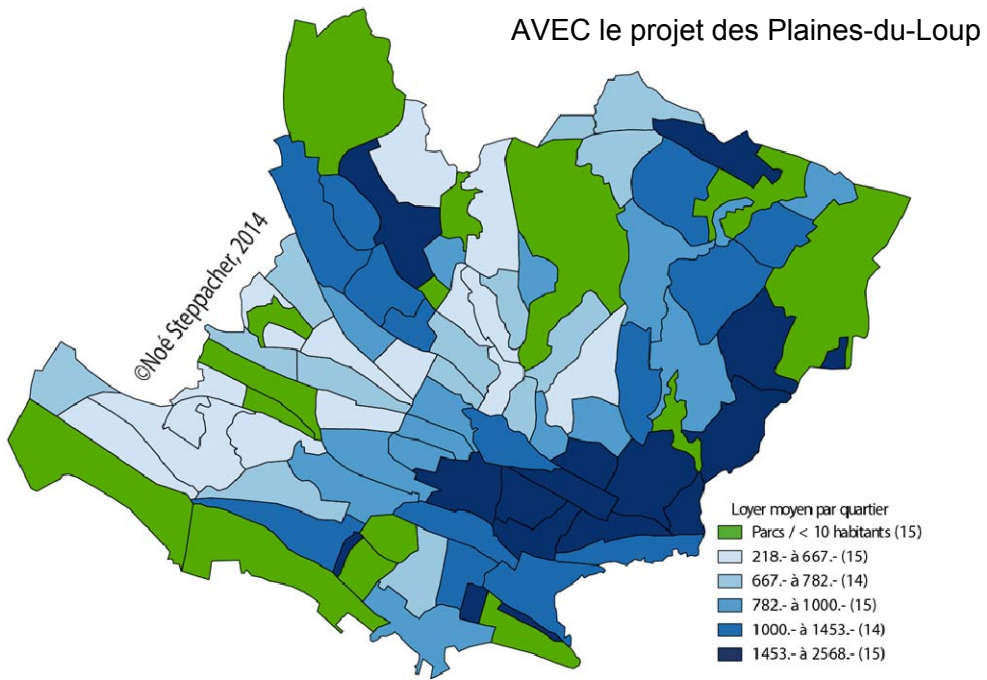 AVEC le projet des Plaines-du-Loup
©Noé Steppacher, 2014
Loyer moyen par quartier
Parcs / < 10 habitants (15)
218.- à 667.- (15)
667.- à 782.- (14)
782.- à 1000.- (15)
1000.- à 1453.- (14)
1453.- à 2568.- (15)